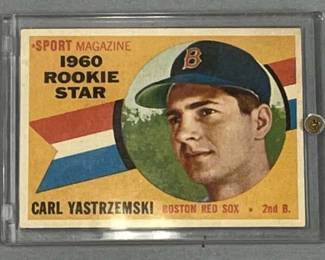 •SPORT MAGAZINE
1960
ROOKIE
STAR
B
CARL YASTRZEMSKI BOSTON RED SOX • 2nd B.